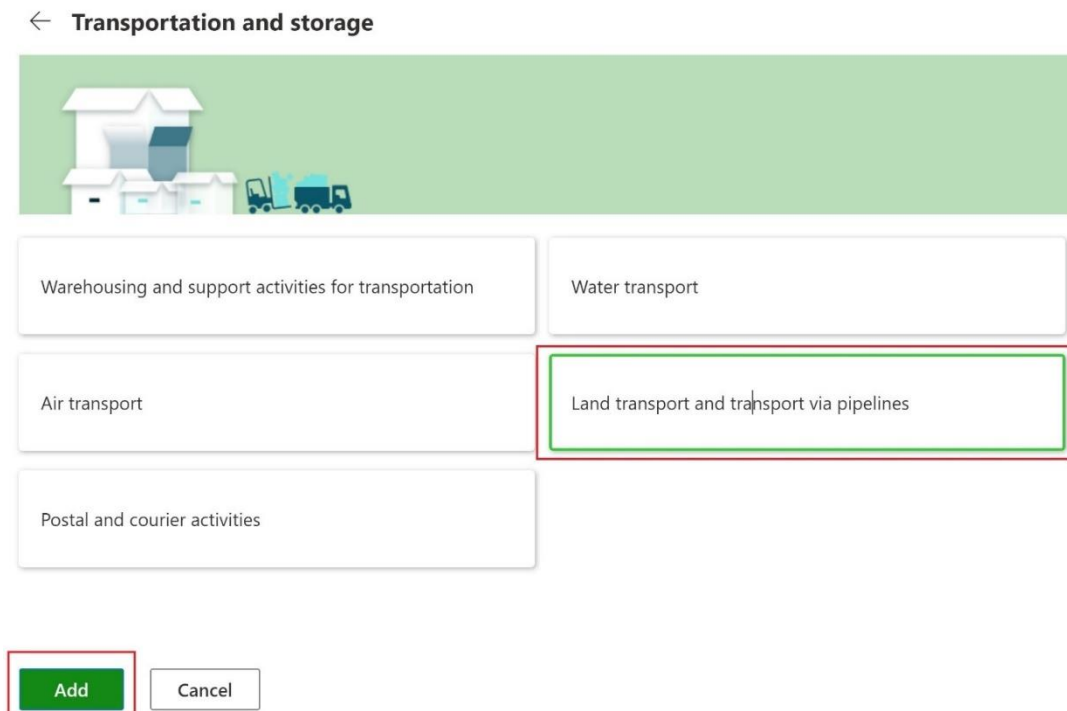 Transportation and storage
Warehousing and support activities for transportation
Water transport
Air transport
Land transport and transport via pipelines
Postal and courier activities
Add
Cancel